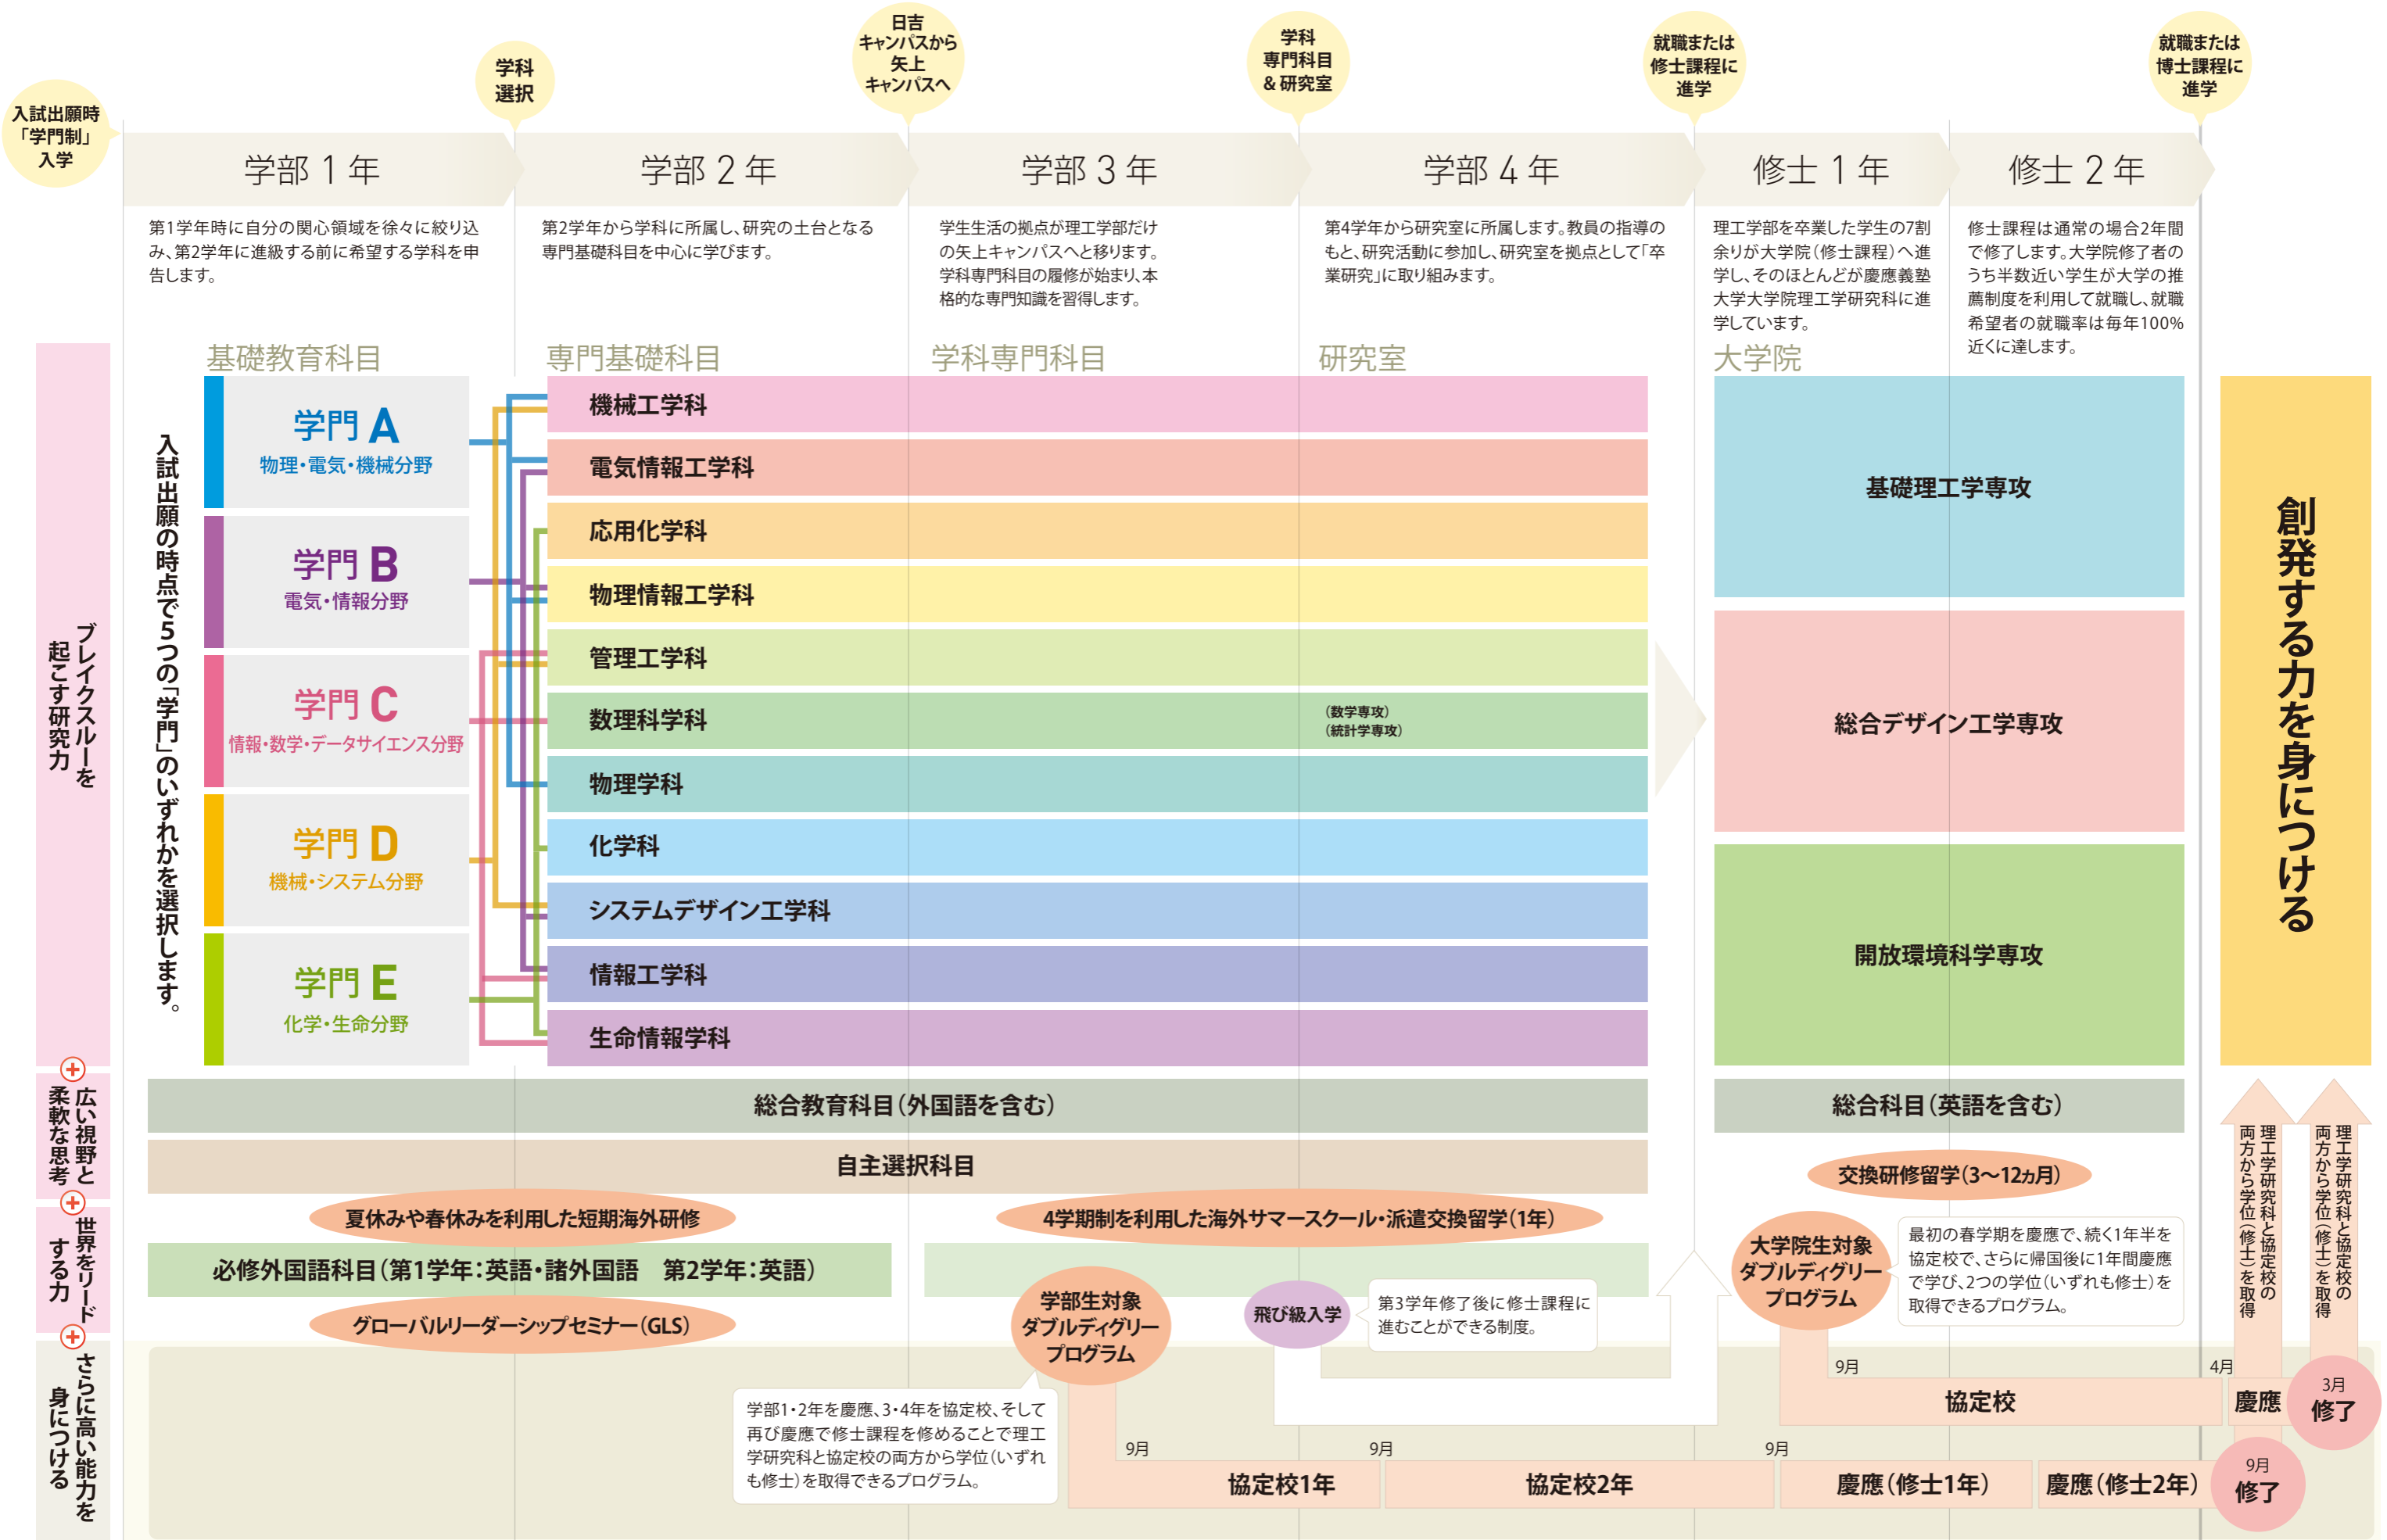 入試出願時
「学門制」
入学
学科
選択
日吉
キャンパスから
矢上
キャンパスへ
学科
専門科目
&研究室
就職または
修士課程に
進学
就職または
博士課程に
進学
学部 1 年
学部 2 年
学部 3 年
学部 4 年
修士 1 年
修士 2 年
第1学年時に自分の関心領域を徐々に絞り込
み、第2学年に進級する前に希望する学科を申
告します。
第2学年から学科に所属し、研究の土台となる
専門基礎科目を中心に学びます。
学生生活の拠点が理工学部だけ
の矢上キャンパスへと移ります。
学科専門科目の履修が始まり、本
格的な専門知識を習得します。
第4学年から研究室に所属します。教員の指導の
もと、研究活動に参加し、研究室を拠点として「卒
業研究」に取り組みます。
理工学部を卒業した学生の7割
余りが大学院(修士課程)へ進
学し、そのほとんどが慶應義塾
大学大学院理工学研究科に進
学しています。
修士課程は通常の場合2年間
で修了します。大学院修了者の
うち半数近い学生が大学の推
薦制度を利用して就職し、就職
希望者の就職率は毎年100%
近くに達します。
基礎教育科目
専門基礎科目
学科専門科目
研究室
大学院
ブレイクスルーを
起こす研究力
入試出願の時点で5つの「学門」のいずれかを選択します。
学門 A
物理・電気・機械分野
学門 B
電気・情報分野
学門 C
情報・数学・データサイエンス分野
学門 D
機械・システム分野
学門 E
化学・生命分野
機械工学科
電気情報工学科
応用化学科
物理情報工学科
管理工学科
数理科学科
(数学専攻)
(統計学専攻)
物理学科
化学科
システムデザイン工学科
情報工学科
生命情報学科
基礎理工学専攻
総合デザイン工学専攻
開放環境科学専攻
創発する力を身につける
広い視野と
柔軟な思考
総合教育科目(外国語を含む)
総合科目(英語を含む)
自主選択科目
交換研修留学(3〜12ヵ月)
世界をリード
する力
夏休みや春休みを利用した短期海外研修
4学期制を利用した海外サマースクール・派遣交換留学(1年)
必修外国語科目(第1学年:英語・諸外国語 第2学年:英語)
グローバルリーダーシップセミナー(GLS)
学部生対象
ダブルディグリー
プログラム
飛び級入学
第3学年修了後に修士課程に
進むことができる制度。
大学院生対象
ダブルディグリー
プログラム
最初の春学期を慶應で、続く1年半を
協定校で、さらに帰国後に1年間慶應
で学び、2つの学位(いずれも修士)を
取得できるプログラム。
理工学研究科と協定校の
両方から学位(修士)を取得
理工学研究科と協定校の
両方から学位(修士)を取得
さらに高い能力を
身につける
学部1・2年を慶應、3・4年を協定校、そして
再び慶應で修士課程を修めることで理工
学研究科と協定校の両方から学位(いずれ
も修士)を取得できるプログラム。
9月
協定校
4月
慶應
3月
修了
9月
協定校1年
9月
協定校2年
9月
慶應(修士1年)
慶應(修士2年)
9月
修了